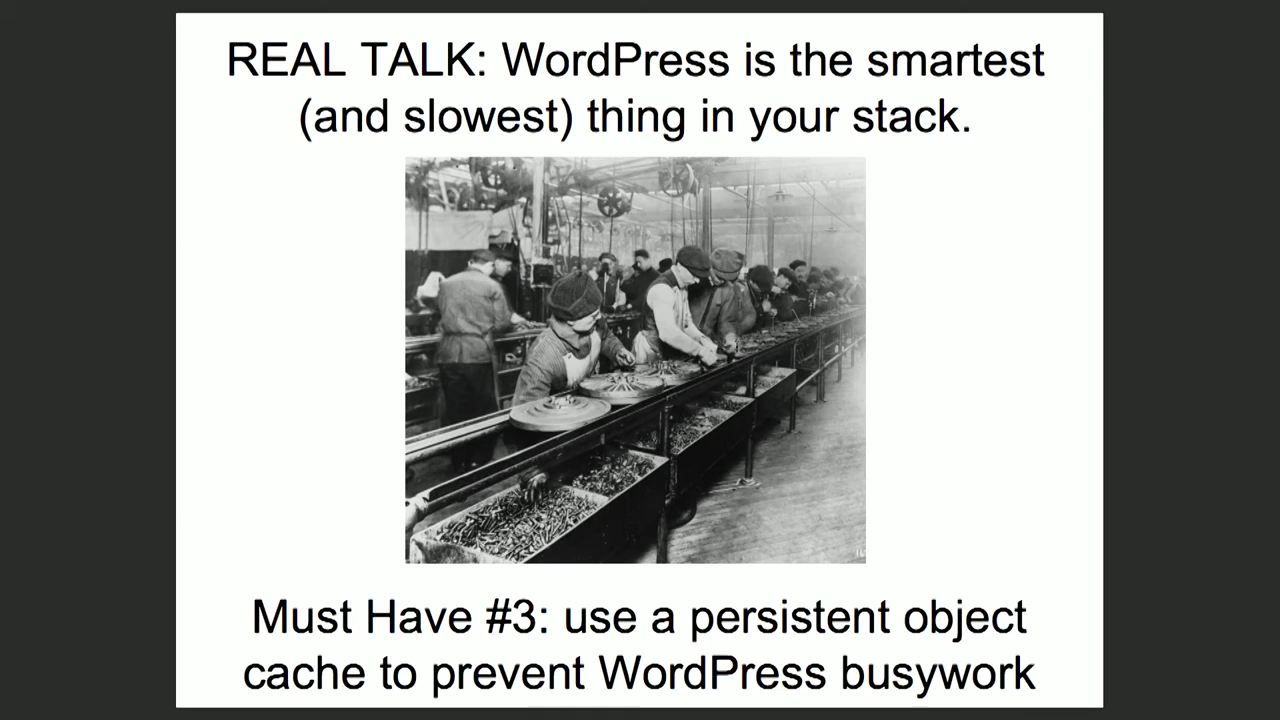 REAL TALK: WordPress is the smartest
(and slowest) thing in your stack.
Must Have #3: use a persistent object
cache to prevent WordPress busywork